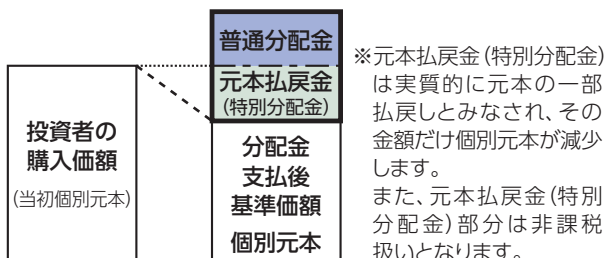 普通分配金
元本払戻金
(特別分配金)
投資者の
購入価額
(当初個別元本)
分配金
支払後
基準価額
個別元本
※元本払戻金(特別分配金)
は実質的に元本の一部
払戻しとみなされ、その
金額だけ個別元本が減少
します。
また、元本払戻金(特別
分配金)部分は非課税
扱いとなります。